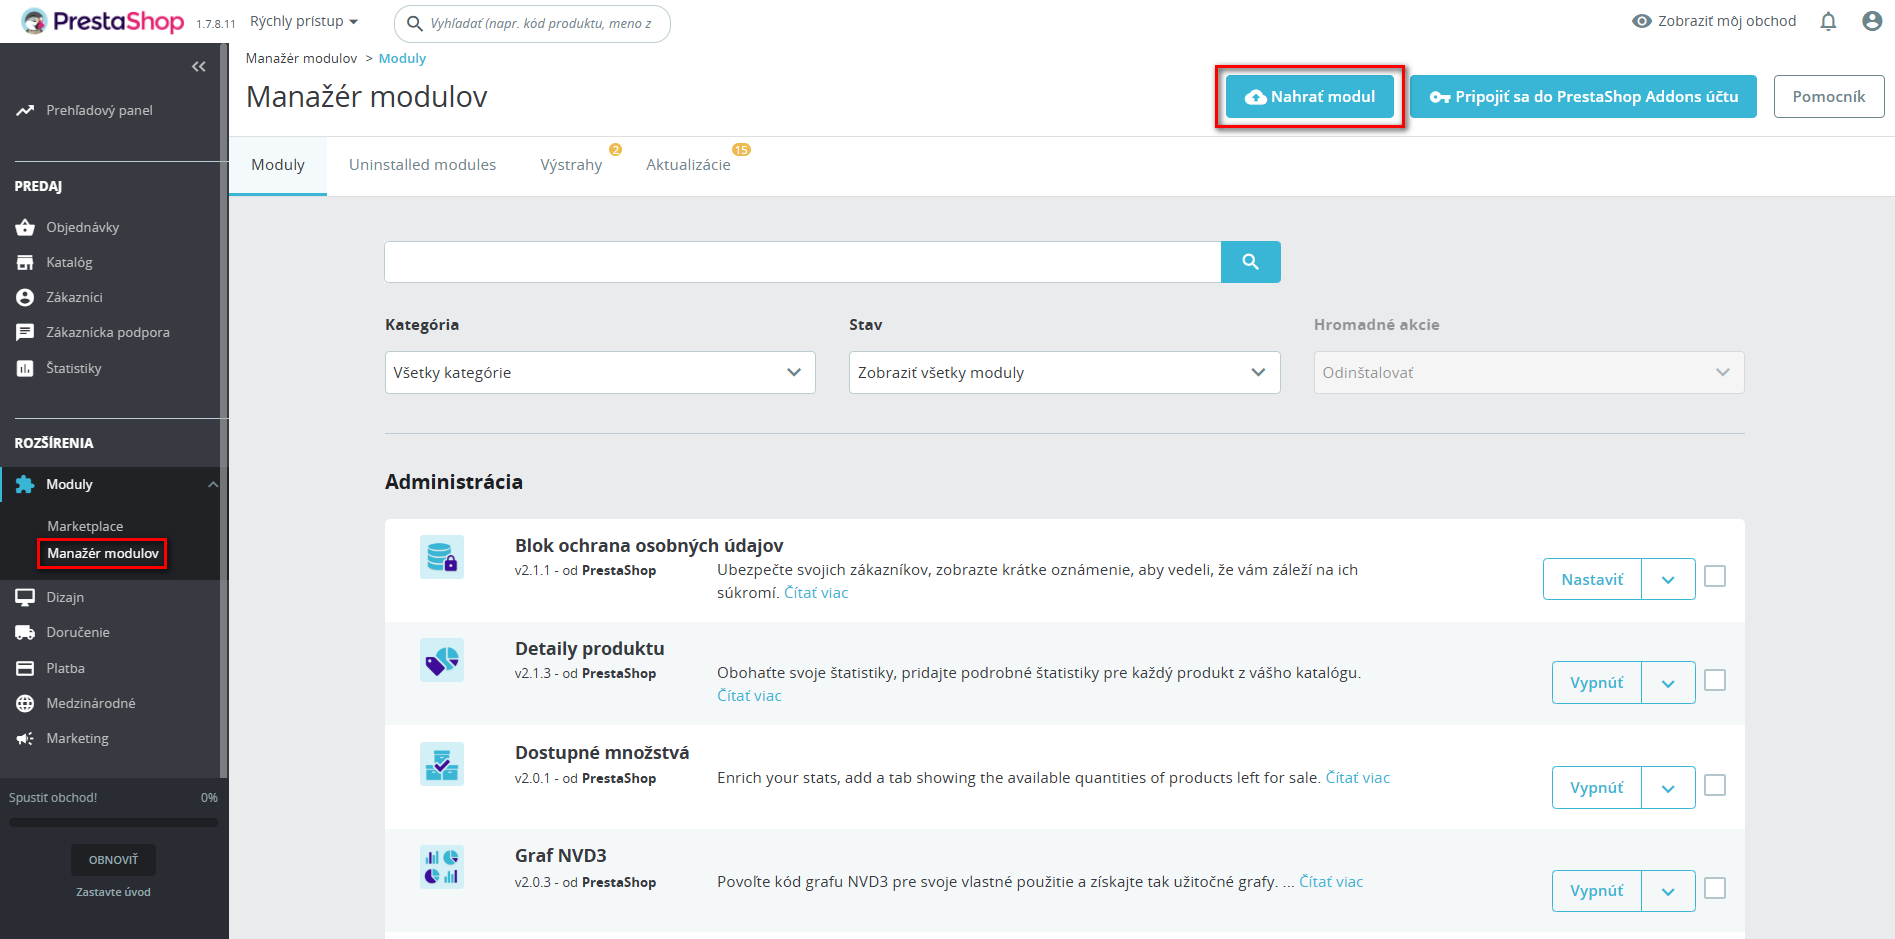 PrestaShop 1.7.8.11 Rýchly prístup
Vyhľadať (napr. kód produktu, meno z
Zobraziť môj obchod
Prehľadový panel
PREDAJ
Objednávky
Katalóg
Zákazníci
Zákaznícka podpora
Štatistiky
ROZŠÍRENIA
Moduly
Marketplace
Manažér modulov
Dizajn
Doručenie
Platba
Medzinárodné
Marketing
Spustiť obchod! 0%
OBNOVIŤ
Zastavte úvod
Manažér modulov > Moduly
Manažér modulov
Nahrať modul
Pripojiť sa do PrestaShop Addons účtu
Pomocník
Moduly
Uninstalled modules
Výstrahy 2
Aktualizácie 15
Kategória
Všetky kategórie
Stav
Zobraziť všetky moduly
Hromadné akcie
Odinštalovať
Administrácia
Blok ochrana osobných údajov
v2.1.1 - od PrestaShop
Ubezpečte svojich zákazníkov, zobrazte krátke oznámenie, aby vedeli, že vám záleží na ich
súkromí. Čítať viac
Nastaviť
Detaily produktu
v2.1.3 - od PrestaShop
Obohaťte svoje štatistiky, pridajte podrobné štatistiky pre každý produkt z vášho katalógu.
Čítať viac
Vypnúť
Dostupné množstvá
v2.0.1 - od PrestaShop
Enrich your stats, add a tab showing the available quantities of products left for sale. Čítať viac
Vypnúť
Graf NVD3
v2.0.3 - od PrestaShop
Povoľte kód grafu NVD3 pre svoje vlastné použitie a získajte tak užitočné grafy. ... Čítať viac
Vypnúť